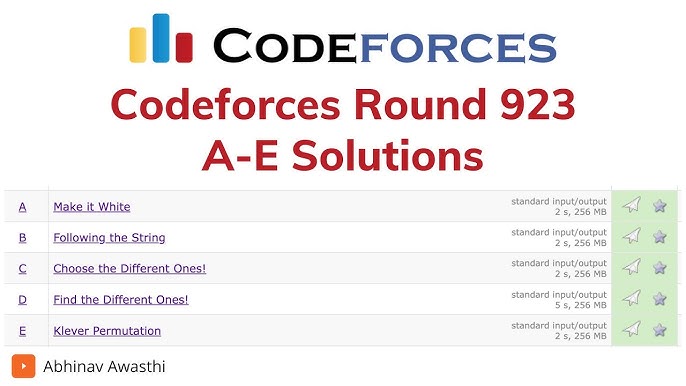 CODEFORCES
Codeforces Round 923
A-E Solutions
A Make it White standard input/output
2 s, 256 MB
B Following the String standard input/output
2 s, 256 MB
C Choose the Different Ones! standard input/output
2 s, 256 MB
D Find the Different Ones! standard input/output
5 s, 256 MB
E Klever Permutation standard input/output
2 s, 256 MB
Abhinav Awasthi